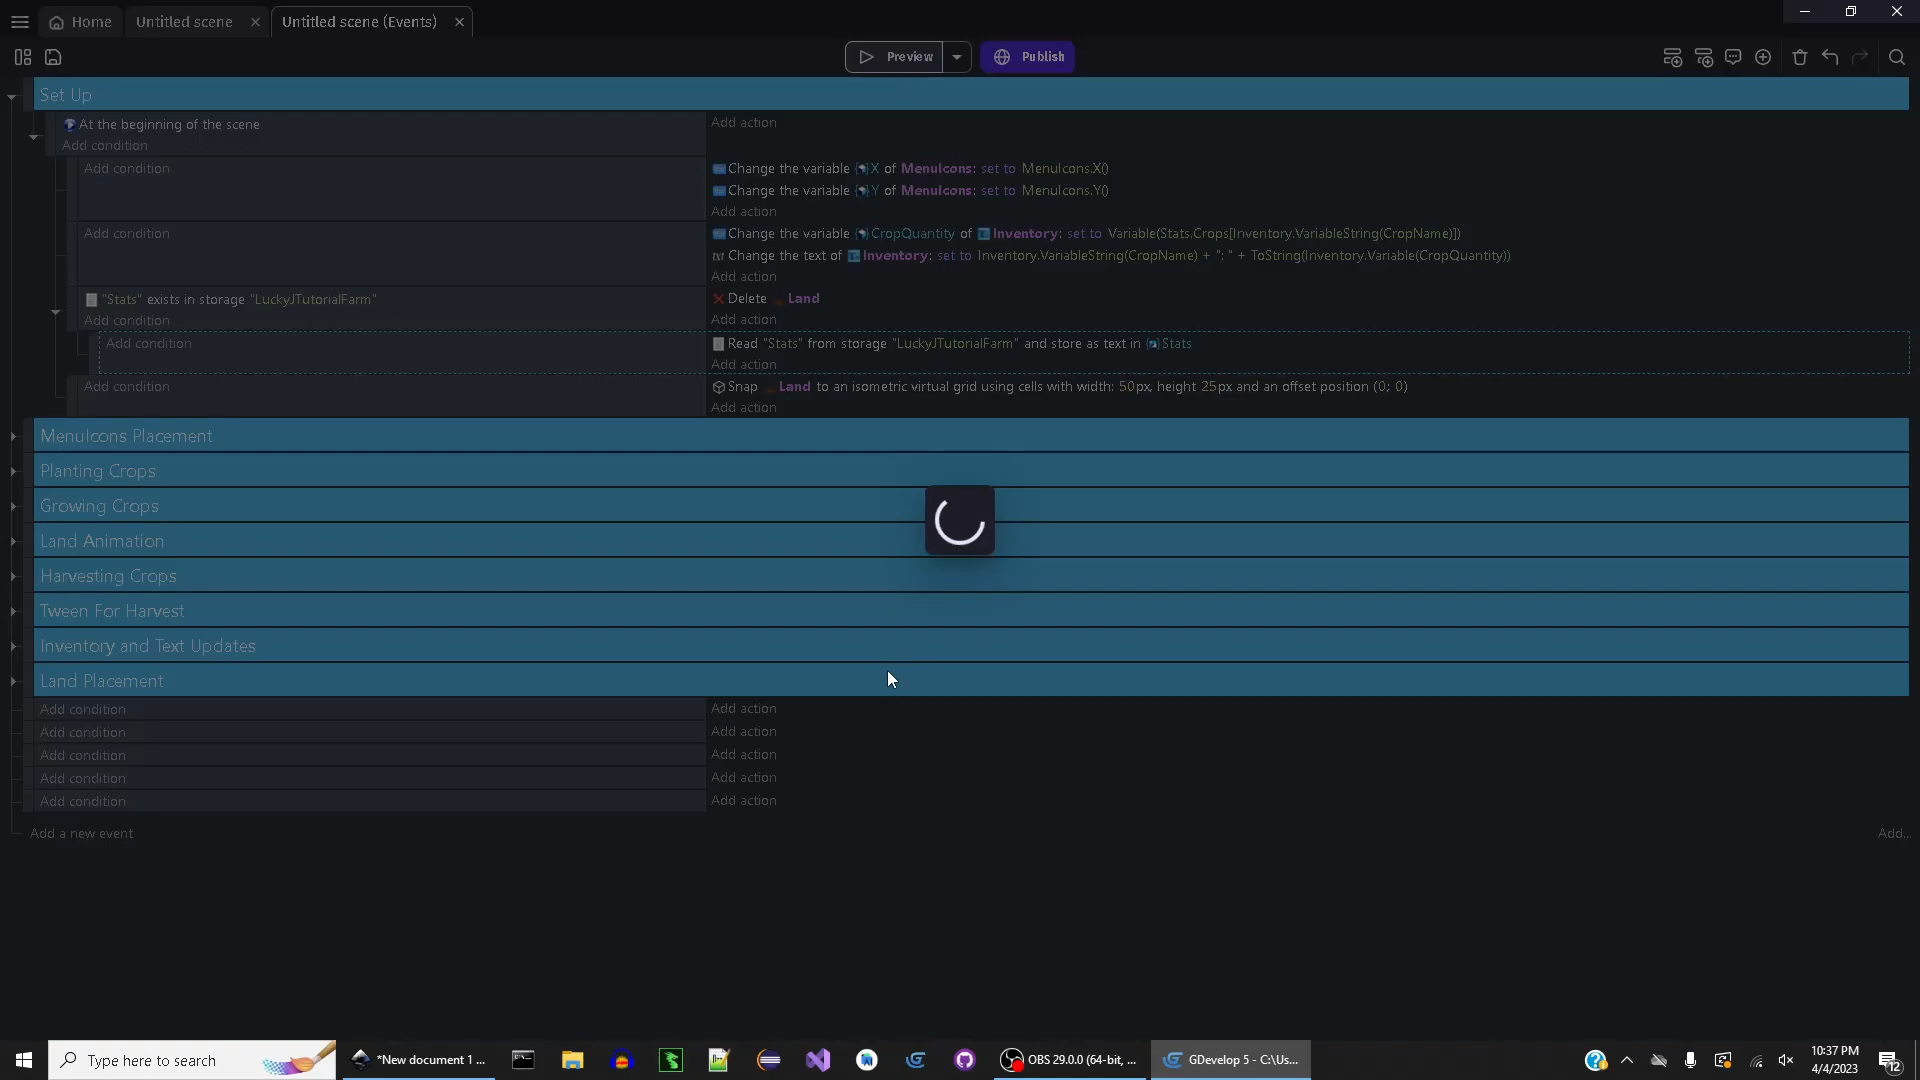 Home
Untitled scene
Untitled scene (Events)
Preview
Publish
Set Up
At the beginning of the scene
Add action
Add condition
Add condition
Change the variable X of MenuIcons: set to MenuIcons.X()
Change the variable Y of MenuIcons: set to MenuIcons.Y()
Add action
Add condition
Change the variable CropQuantity of Inventory: set to Variable(Stats.Crops[Inventory.VariableString(CropName)])
Change the text of Inventory: set to Inventory.VariableString(CropName) + ": " + ToString(Inventory.Variable(CropQuantity))
Add action
"Stats" exists in storage "LuckyJTutorialFarm"
Delete Land
Add condition
Add action
Add condition
Read "Stats" from storage "LuckyJTutorialFarm" and store as text in Stats
Add action
Add condition
Snap Land to an isometric virtual grid using cells with width: 50px, height 25px and an offset position (0; 0)
Add action
MenuIcons Placement
Planting Crops
Growing Crops
Land Animation
Harvesting Crops
Tween For Harvest
Inventory and Text Updates
Land Placement
Add condition
Add action
Add condition
Add action
Add condition
Add action
Add condition
Add action
Add condition
Add action
Add a new event
Add...
Type here to search
*New document 1 ...
OBS 29.0.0 (64-bit, ...
GDevelop 5 - C:\Us...
10:37 PM
4/4/2023
12